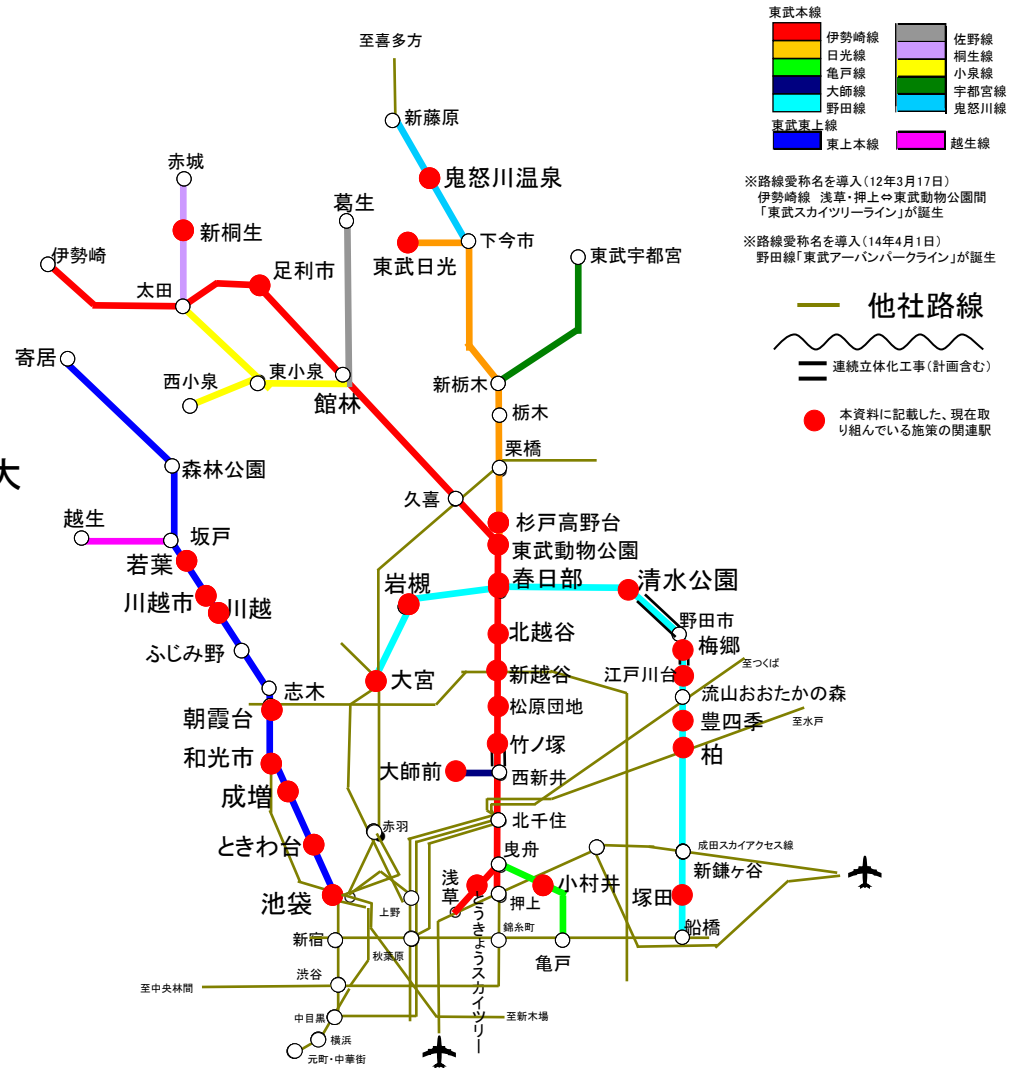 東武本線
伊勢崎線
日光線
亀戸線
大師線
野田線
佐野線
桐生線
小泉線
宇都宮線
鬼怒川線
東武東上線
東上本線
越生線
※路線愛称名を導入(12年3月17日)
伊勢崎線 浅草・押上⇔東武動物公園間
「東武スカイツリーライン」が誕生
※路線愛称名を導入(14年4月1日)
野田線「東武アーバンパークライン」が誕生
他社路線
連続立体化工事(計画含む)
本資料に記載した、現在取
り組んでいる施策の関連駅
至喜多方
新藤原
鬼怒川温泉
赤城
新桐生
葛生
下今市
東武日光
東武宇都宮
伊勢崎
太田
足利市
寄居
西小泉
東小泉
館林
新栃木
栃木
栗橋
大
森林公園
久喜
杉戸高野台
東武動物公園
越生
坂戸
若葉
川越市
川越
ふじみ野
志木
朝霞台
和光市
成増
ときわ台
池袋
岩槻
春日部
清水公園
野田市
梅郷
江戸川台
至つくば
流山おおたかの森
豊四季
至水戸
柏
北越谷
新越谷
大宮
松原団地
竹ノ塚
大師前
西新井
赤羽
北千住
曳舟
成田スカイアクセス線
新鎌ヶ谷
浅草
とうきょうスカイツリー
押上
小村井
塚田
船橋
上野
新宿
秋葉原
錦糸町
亀戸
渋谷
至中央林間
中目黒
至新木場
横浜
元町・中華街